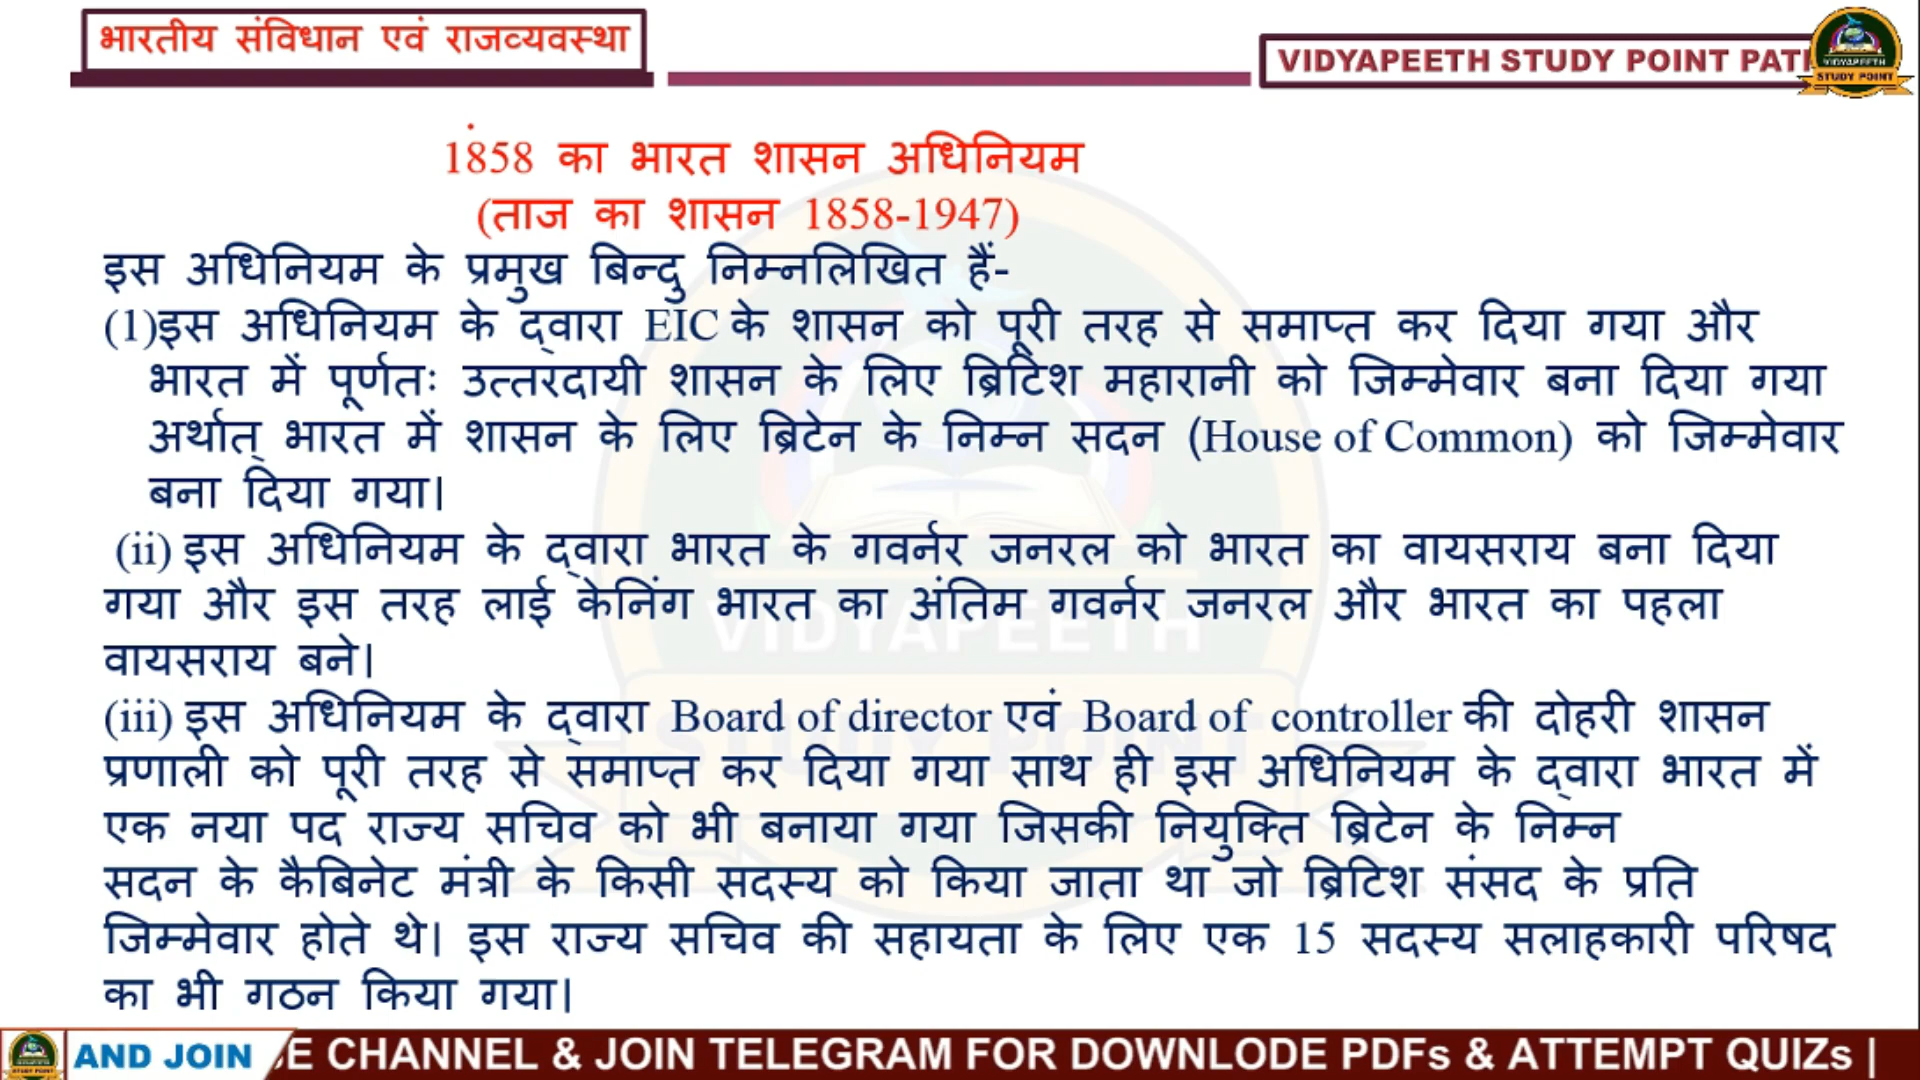 भारतीय संविधान एवं राजव्यवस्था
VIDYAPEETH STUDY POINT
VIDYAPEETH
STUDY POINT
1858 का भारत शासन अधिनियम
(ताज का शासन 1858-1947)
इस अधिनियम के प्रमुख बिन्दु निम्नलिखित हैं-
(1)इस अधिनियम के द्वारा EIC के शासन को पूरी तरह से समाप्त कर दिया गया और
भारत में पूर्णतः उत्तरदायी शासन के लिए ब्रिटिश महारानी को जिम्मेवार बना दिया गया
अर्थात् भारत में शासन के लिए ब्रिटेन के निम्न सदन (House of Common) को जिम्मेवार
बना दिया गया।
(ii) इस अधिनियम के द्वारा भारत के गवर्नर जनरल को भारत का वायसराय बना दिया
गया और इस तरह लाई केनिंग भारत का अंतिम गवर्नर जनरल और भारत का पहला
वायसराय बने।
(iii) इस अधिनियम के द्वारा Board of director एवं Board of controller की दोहरी शासन
प्रणाली को पूरी तरह से समाप्त कर दिया गया साथ ही इस अधिनियम के द्वारा भारत में
एक नया पद राज्य सचिव को भी बनाया गया जिसकी नियुक्ति ब्रिटेन के निम्न
सदन के कैबिनेट मंत्री के किसी सदस्य को किया जाता था जो ब्रिटिश संसद के प्रति
जिम्मेवार होते थे। इस राज्य सचिव की सहायता के लिए एक 15 सदस्य सलाहकारी परिषद
का भी गठन किया गया।
VIDYAPEETH
STUDY POINT
AND JOIN
CHANNEL & JOIN TELEGRAM FOR DOWNLODE PDFs & ATTEMPT QUIZs |